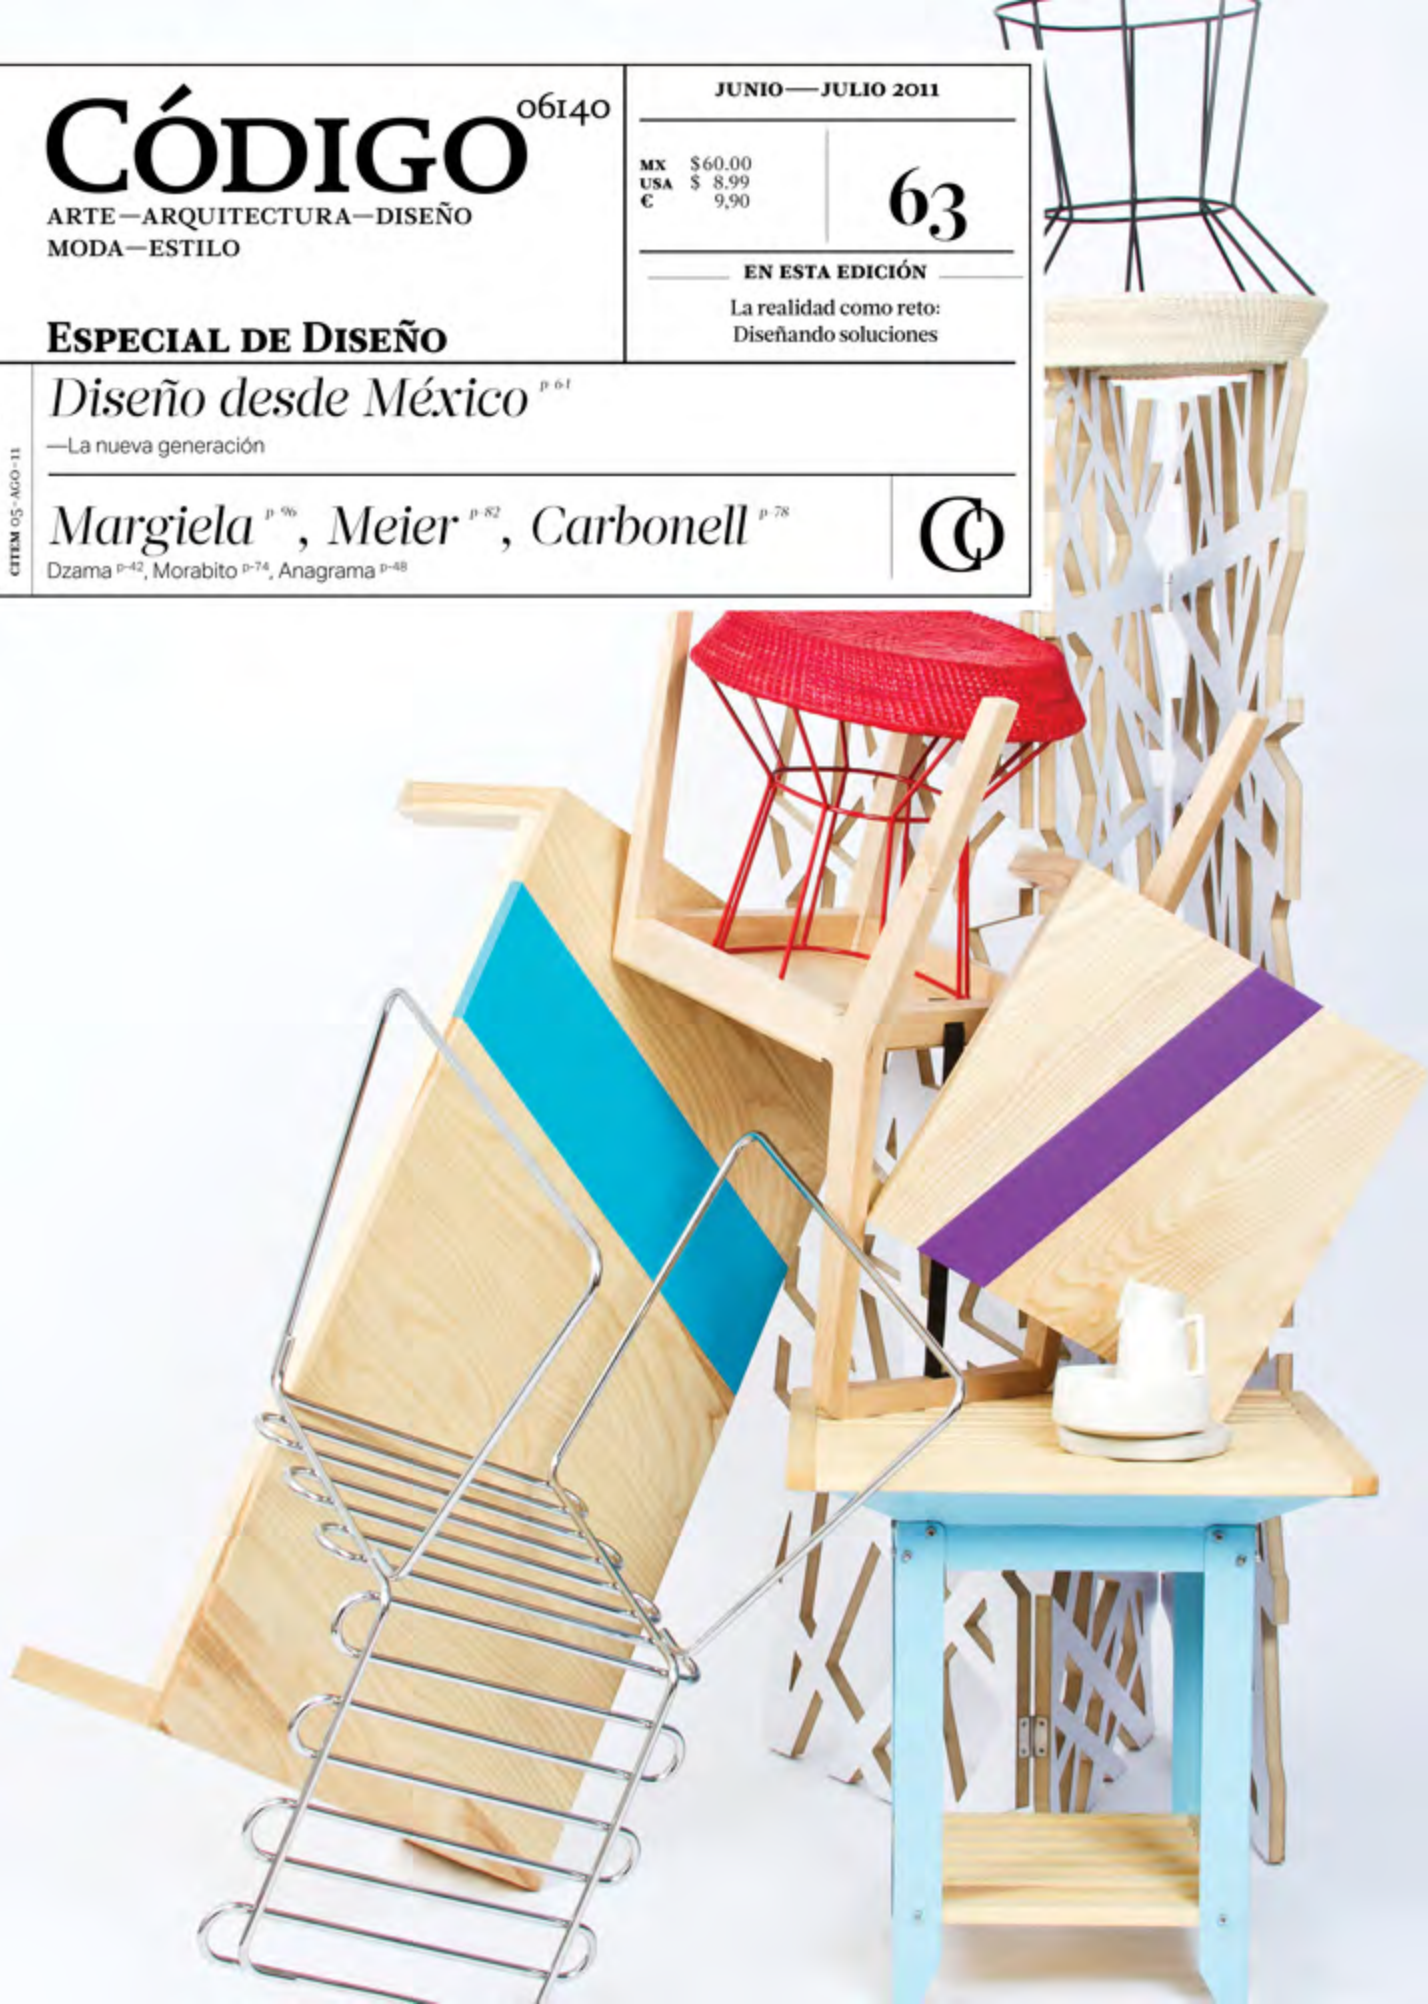 CÓDIGO 06140
ARTE—ARQUITECTURA—DISEÑO
MODA—ESTILO
ESPECIAL DE DISEÑO
JUNIO—JULIO 2011
MX $60.00
USA $ 8.99
€ 9,90
63
EN ESTA EDICIÓN
La realidad como reto:
Diseñando soluciones
Diseño desde México p-61
—La nueva generación
Margiela p-96, Meier p-82, Carbonell p-78
Dzama p-42, Morabito p-74, Anagrama p-48
CO
CITEM 05-AGO-11